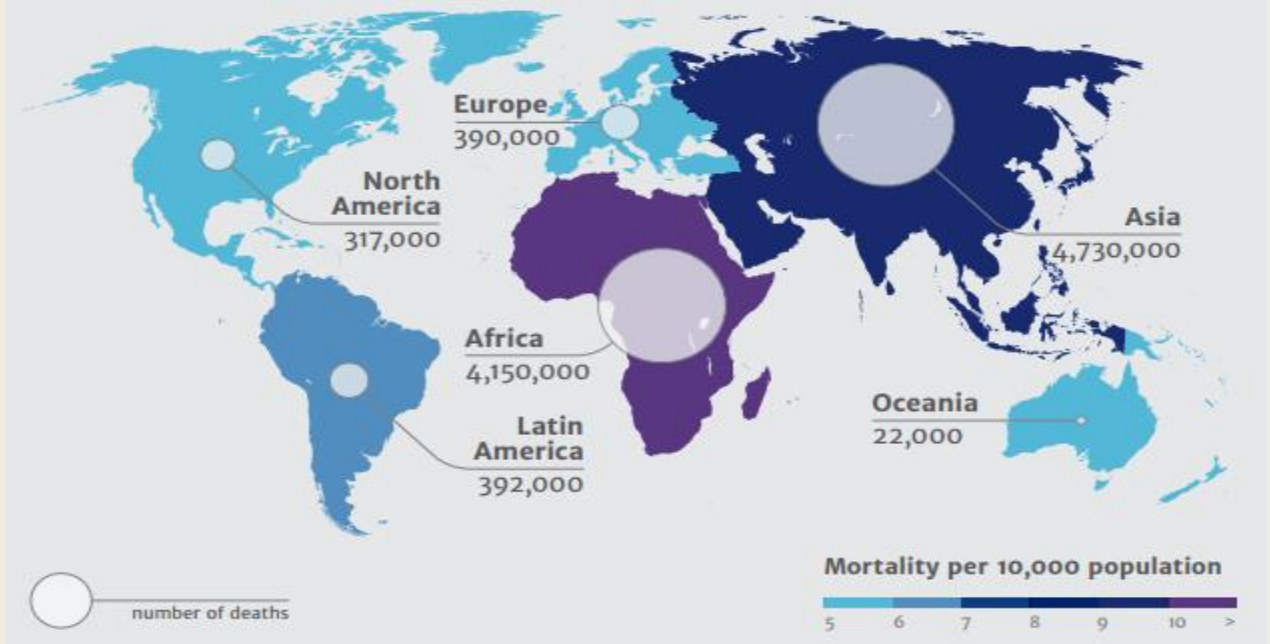 Europe
390,000
North
America
317,000
Asia
4,730,000
Africa
4,150,000
Latin
America
392,000
Oceania
22,000
number of deaths
Mortality per 10,000 population
5 6 7 8 9 10 >